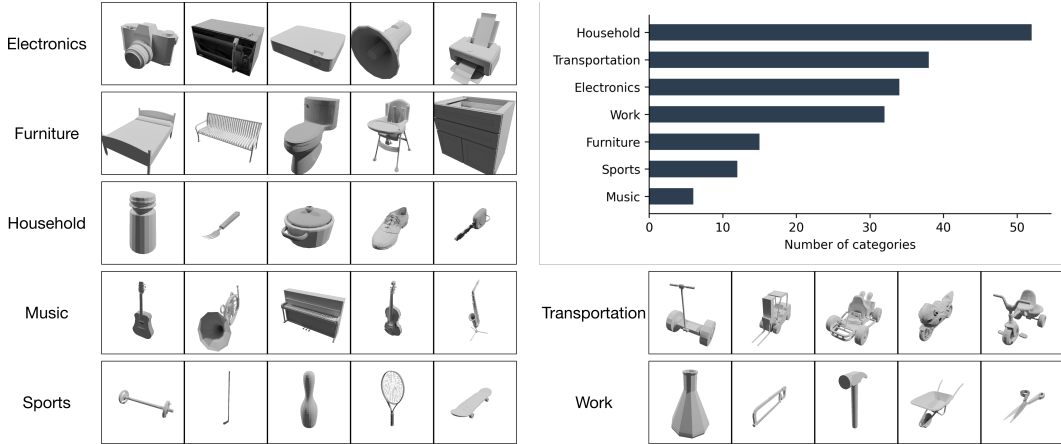 Electronics
Furniture
Household
Music
Sports
Household
Transportation
Electronics
Work
Furniture
Sports
Music
0 10 20 30 40 50
Number of categories
Transportation
Work